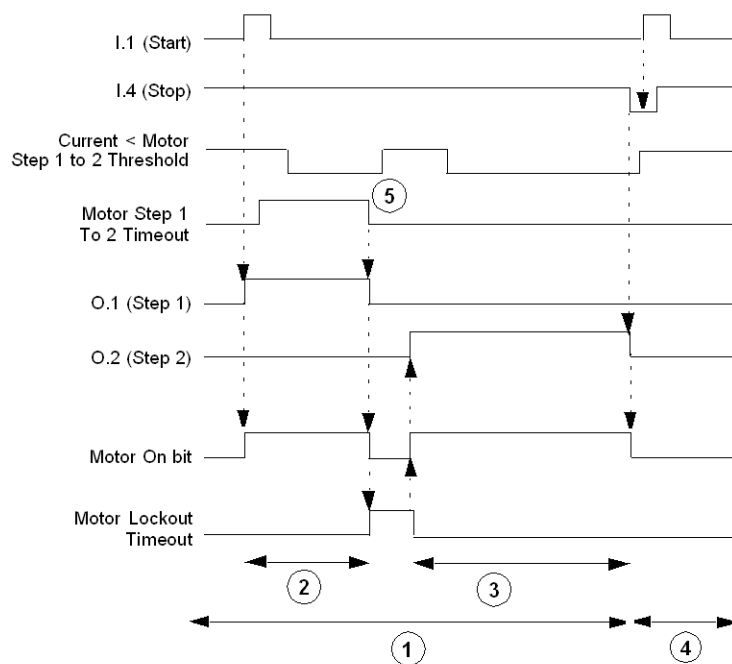 I.1 (Start)
I.4 (Stop)
Current < Motor
Step 1 to 2 Threshold
5
Motor Step 1
To 2 Timeout
O.1 (Step 1)
O.2 (Step 2)
Motor On bit
Motor Lockout
Timeout
2
3
1
4